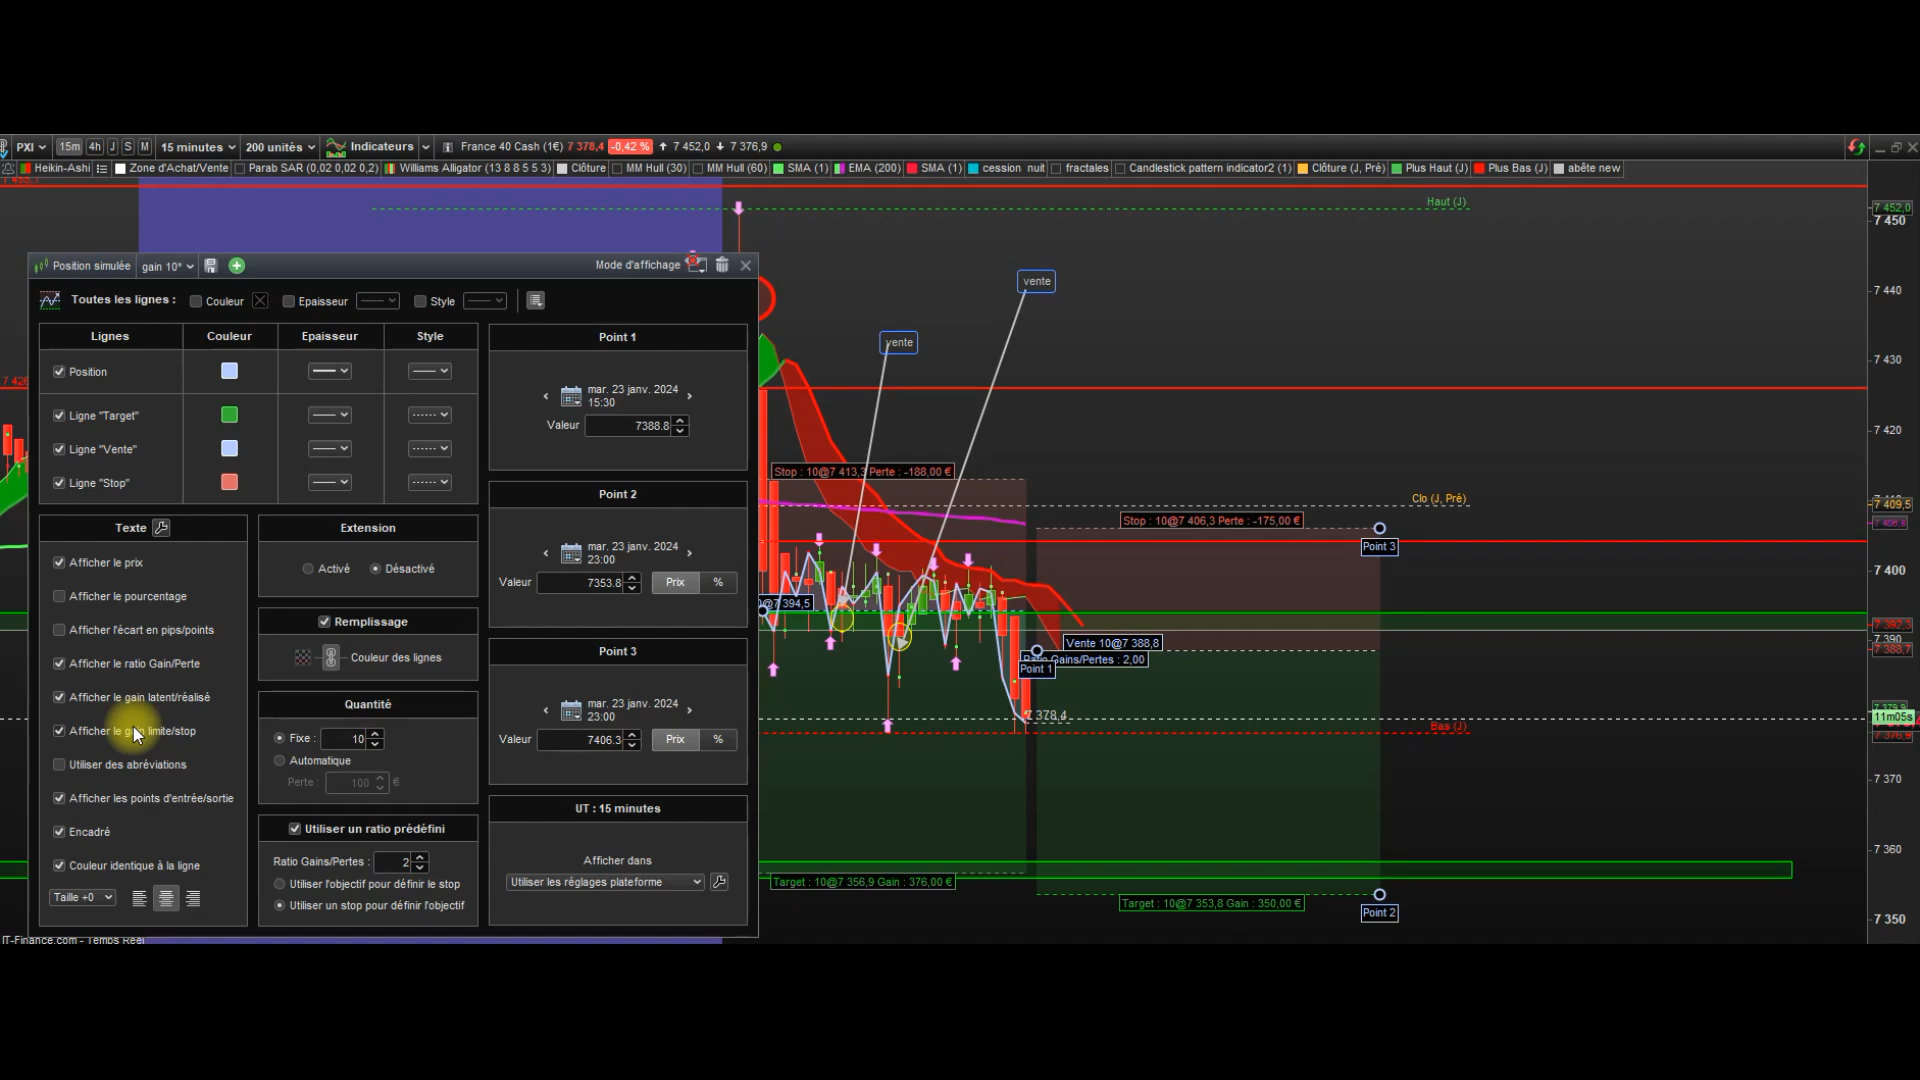 PXI 15m 4h J S M 15 minutes 200 unités Indicateurs France 40 Cash (1€) 7 378,4 -0,42 % 7 452,0 7 376,9
Heikin-Ashi Zone d'Achat/Vente Parab SAR (0,02 0,02 0,2) Williams Alligator (13 8 8 5 5 3) Clôture MM Hull (30) MM Hull (60) SMA (1) EMA (200) SMA (1) cession nuit fractales Candlestick pattern indicator2 (1) Clôture (J, Pré) Plus Haut (J) Plus Bas (J) abête new
Haut (J)
7 452,0
7 450
Position simulée gain 10* Mode d'affichage
vente
7 440
Toutes les lignes : Couleur Epaisseur Style
Lignes Couleur Epaisseur Style
Point 1
vente
7 430
Position
mar. 23 janv. 2024
15:30
Valeur 7388.8
Ligne "Target"
7 420
Ligne "Vente"
Ligne "Stop"
Stop : 10@7 413,3 Perte : -188,00 €
Point 2
Clo (J, Pré)
7 409,5
Texte
Extension
Stop : 10@7 406,3 Perte : -175,00 €
Point 3
mar. 23 janv. 2024
23:00
Valeur 7353.8 Prix %
Afficher le prix
Activé Désactivé
7 400
Afficher le pourcentage
@7 394,5
Remplissage
7 392,3
Afficher l'écart en pips/points
7 390
Vente 10@7 388,8
7 388,7
Ratio Gains/Pertes : 2,00
Point 1
Afficher le ratio Gain/Perte
Couleur des lignes
Point 3
Afficher le gain latent/réalisé
mar. 23 janv. 2024
23:00
Quantité
7 378,4
11m05s
Afficher le gain limite/stop
Fixe : 10
Valeur 7406.3 Prix %
Bas (J)
7 376,9
Automatique
Utiliser des abréviations
Perte : 100 €
7 370
Afficher les points d'entrée/sortie
UT : 15 minutes
Encadré
Utiliser un ratio prédéfini
7 360
Couleur identique à la ligne
Ratio Gains/Pertes : 2
Afficher dans
Utiliser l'objectif pour définir le stop
Utiliser les réglages plateforme
Target : 10@7 356,9 Gain : 376,00 €
Taille +0
Utiliser un stop pour définir l'objectif
Target : 10@7 353,8 Gain : 350,00 €
Point 2
7 350
IT-Finance.com - Temps Réel